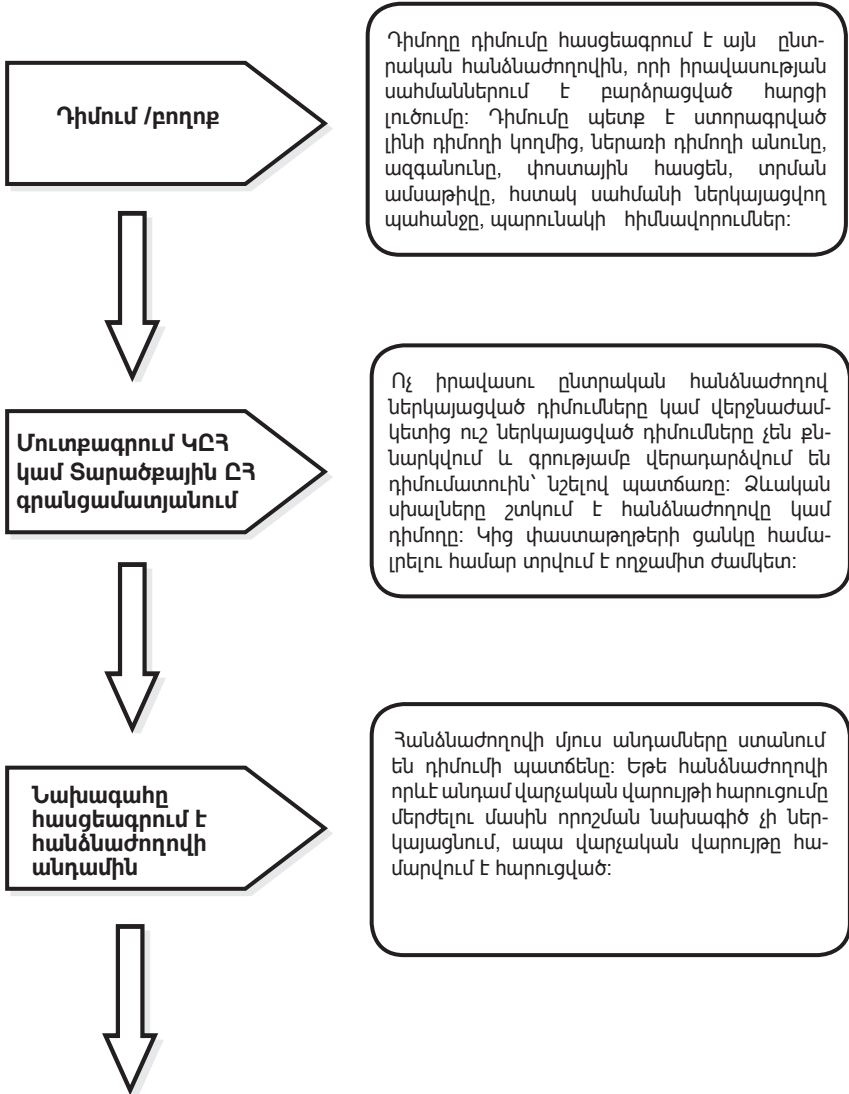 Դիմում /բողոք
Դիմողը դիմումը հասցեագրում է այն ընտ-
րական հանձնաժողովին, որի իրավասության
սահմաններում է բարձրացված հարցի
լուծումը: Դիմումը պետք է ստորագրված
լինի դիմողի կողմից, ներառի դիմողի անունը,
ազգանունը, փոստային հասցեն, տրման
ամսաթիվը, հստակ սահմանի ներկայացվող
պահանջը, պարունակի հիմնավորումներ:
Մուտքագրում ԿԸՀ
կամ Տարածքային ԸՀ
գրանցամատյանում
Ոչ իրավասու ընտրական հանձնաժողով
ներկայացված դիմումները կամ վերջնաժամ-
կետից ուշ ներկայացված դիմումները չեն քն-
նարկվում և գրությամբ վերադարձվում են
դիմումատուին՝ նշելով պատճառը: Ձևական
սխալները շտկում է հանձնաժողովը կամ
դիմողը: Կից փաստաթղթերի ցանկը համա-
լրելու համար տրվում է ողջամիտ ժամկետ:
Նախագահը
հասցեագրում է
հանձնաժողովի
անդամին
Հանձնաժողովի մյուս անդամները ստանում
են դիմումի պատճենը: Եթե հանձնաժողովի
որևէ անդամ վարչական վարույթի հարուցումը
մերժելու մասին որոշման նախագիծ չի ներ-
կայացնում, ապա վարչական վարույթը հա-
մարվում է հարուցված: